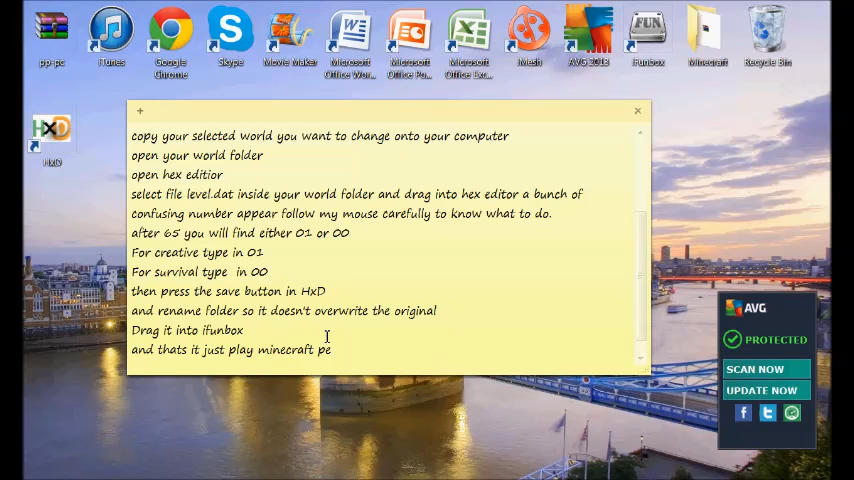 pp-pc
iTunes
Google Chrome
Skype
Movie Maker
Microsoft Office Wor...
Microsoft Office Po...
Microsoft Office Exc...
Mesh
AVG 2013
iFunbox
Minecraft
Recycle Bin
FUN
HxD
HxD
copy your selected world you want to change onto your computer
open your world folder
open hex editior
select file level.dat inside your world folder and drag into hex editor a bunch of
confusing number appear follow my mouse carefully to know what to do.
after 65 you will find either 01 or 00
For creative type in 01
For survival type in 00
then press the save button in HxD
and rename folder so it doesn't overwrite the original
Drag it into ifunbox
and thats it just play minecraft pe
AVG
PROTECTED
SCAN NOW
UPDATE NOW